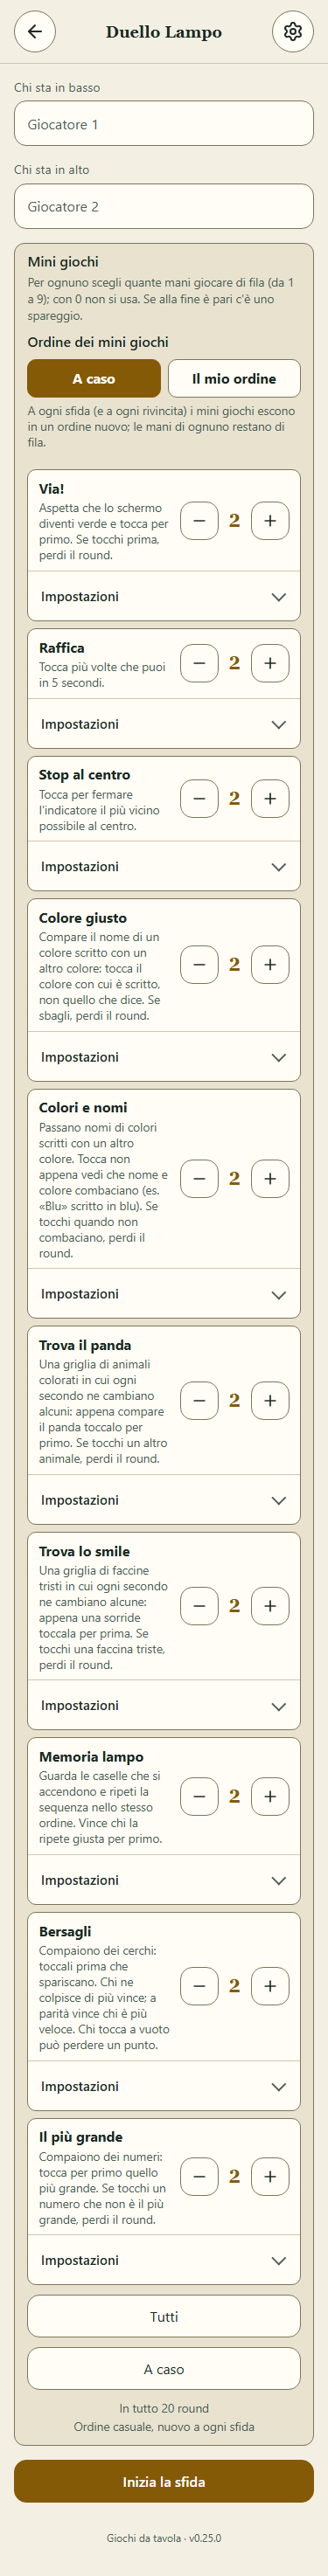 Duello Lampo
Chi sta in basso
Giocatore 1
Chi sta in alto
Giocatore 2
Mini giochi
Per ognuno scegli quante mani giocare di fila (da 1
a 9); con 0 non si usa. Se alla fine è pari c'è uno
spareggio.
Ordine dei mini giochi
A caso
Il mio ordine
A ogni sfida (e a ogni rivincita) i mini giochi escono
in un ordine nuovo; le mani di ognuno restano di
fila.
Via!
Aspetta che lo schermo
diventi verde e tocca per
primo. Se tocchi prima,
perdi il round.
2
Impostazioni
Raffica
Tocca più volte che puoi
in 5 secondi.
2
Impostazioni
Stop al centro
Tocca per fermare
l'indicatore il più vicino
possibile al centro.
2
Impostazioni
Colore giusto
Compare il nome di un
colore scritto con un
altro colore: tocca il
colore con cui è scritto,
non quello che dice. Se
sbagli, perdi il round.
2
Impostazioni
Colori e nomi
Passano nomi di colori
scritti con un altro
colore. Tocca non
appena vedi che nome e
colore combaciano (es.
«Blu» scritto in blu). Se
tocchi quando non
combaciano, perdi il
round.
2
Impostazioni
Trova il panda
Una griglia di animali
colorati in cui ogni
secondo ne cambiano
alcuni: appena compare
il panda toccalo per
primo. Se tocchi un altro
animale, perdi il round.
2
Impostazioni
Trova lo smile
Una griglia di faccine
tristi in cui ogni secondo
ne cambiano alcune:
appena una sorride
toccala per prima. Se
tocchi una faccina triste,
perdi il round.
2
Impostazioni
Memoria lampo
Guarda le caselle che si
accendono e ripeti la
sequenza nello stesso
ordine. Vince chi la
ripete giusta per primo.
2
Impostazioni
Bersagli
Compaiono dei cerchi:
toccali prima che
spariscano. Chi ne
colpisce di più vince; a
parità vince chi è più
veloce. Chi tocca a vuoto
può perdere un punto.
2
Impostazioni
Il più grande
Compaiono dei numeri:
tocca per primo quello
più grande. Se tocchi un
numero che non è il più
grande, perdi il round.
2
Impostazioni
Tutti
A caso
In tutto 20 round
Ordine casuale, nuovo a ogni sfida
Inizia la sfida
Giochi da tavola · v0.25.0